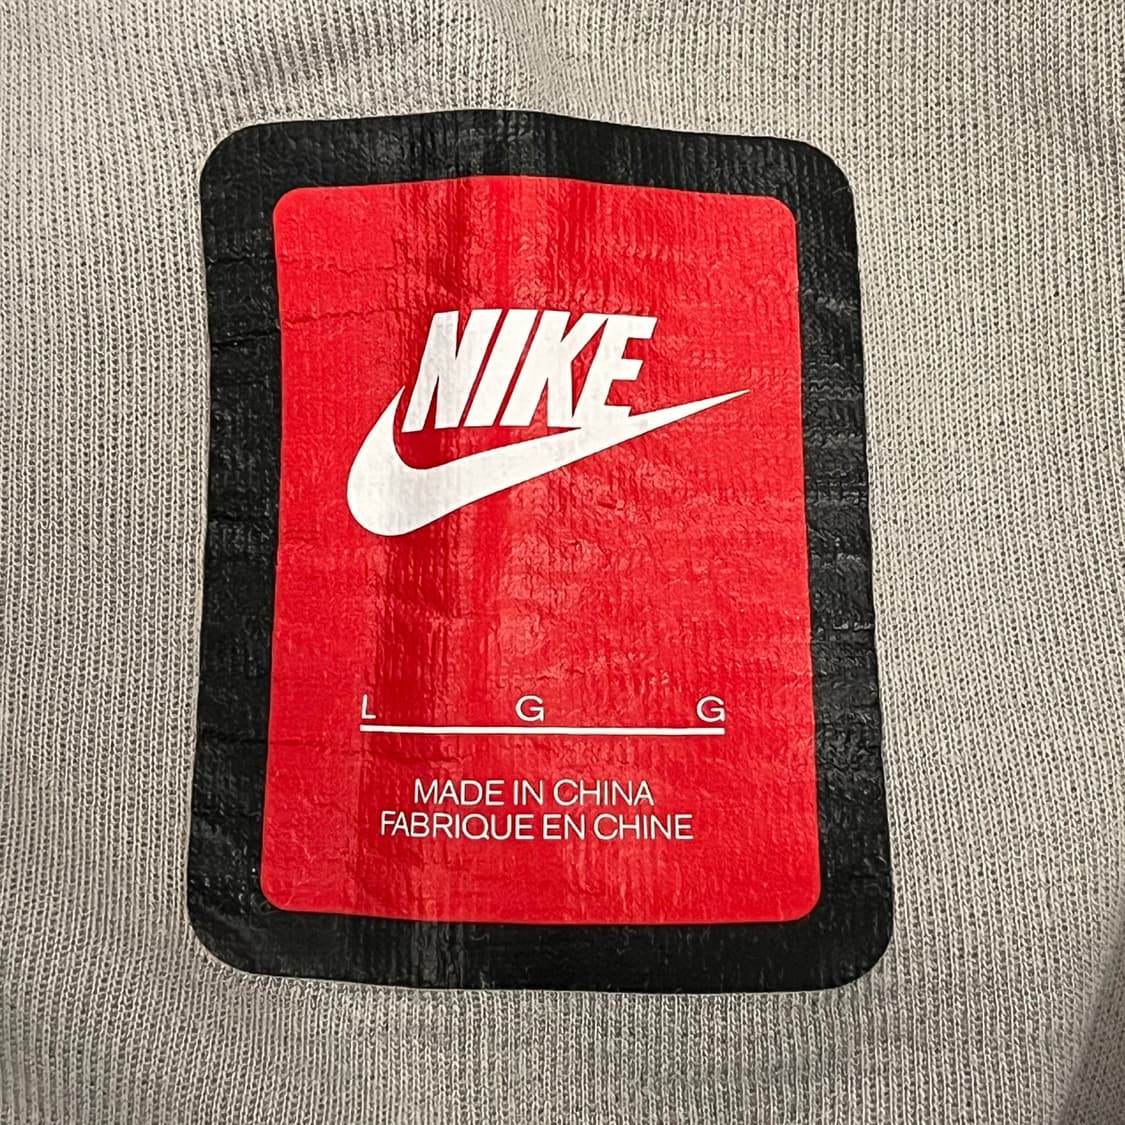 NIKE
L G G
MADE IN CHINA
FABRIQUE EN CHINE